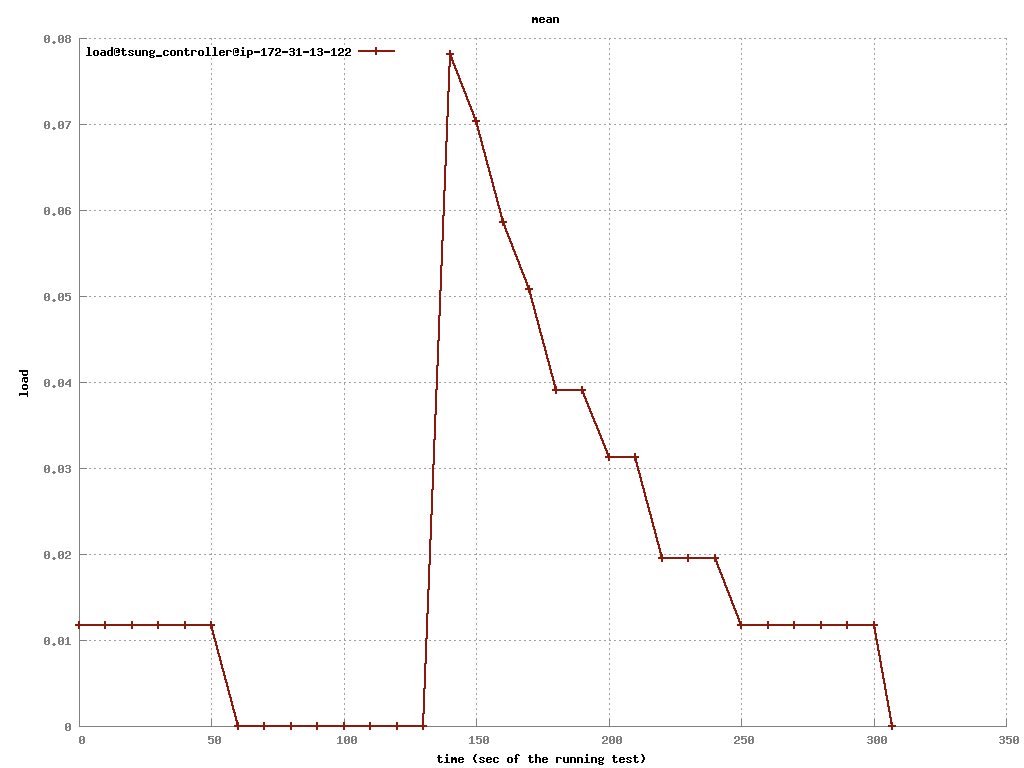 mean
load@tsung_controller@ip-172-31-13-122
0.08
0.07
0.06
0.05
0.04
0.03
0.02
0.01
0
load
0 50 100 150 200 250 300 350
time (sec of the running test)